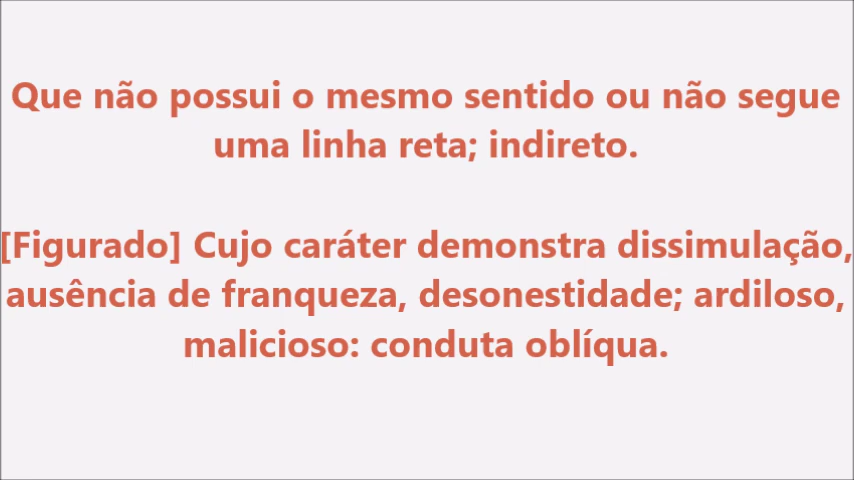 Que não possui o mesmo sentido ou não segue
uma linha reta; indireto.
[Figurado] Cujo caráter demonstra dissimulação,
ausência de franqueza, desonestidade; ardiloso,
malicioso: conduta oblíqua.